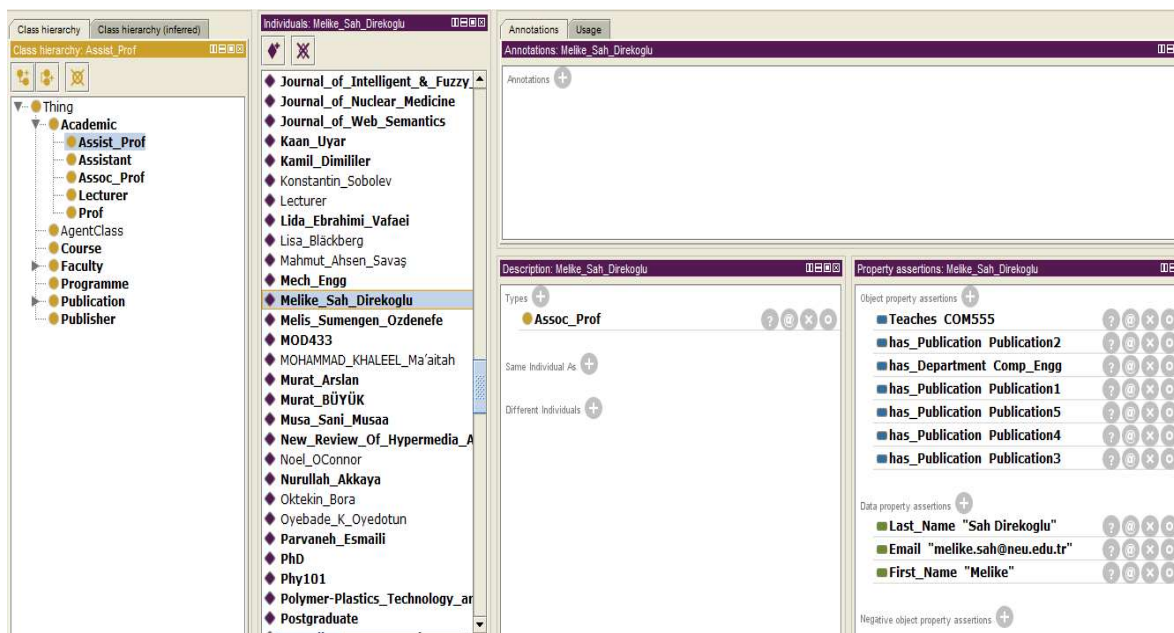 Class hierarchy
Class hierarchy (inferred)
Class hierarchy: Assist_Prof
Thing
Academic
Assist_Prof
Assistant
Assoc_Prof
Lecturer
Prof
AgentClass
Course
Faculty
Programme
Publication
Publisher
Individuals: Melike_Sah_Direkoglu
Journal_of_Intelligent_&_Fuzzy_
Journal_of_Nuclear_Medicine
Journal_of_Web_Semantics
Kaan_Uyar
Kamil_Dimililer
Konstantin_Sobolev
Lecturer
Lida_Ebrahimi_Vafaei
Lisa_Bläckberg
Mahmut_Ahsen_Savaş
Mech_Engg
Melike_Sah_Direkoglu
Melis_Sumengen_Ozdenefe
MOD433
MOHAMMAD_KHALEEL_Ma'aitah
Murat_Arslan
Murat_BÜYÜK
Musa_Sani_Musaa
New_Review_Of_Hypermedia_A
Noel_OConnor
Nurullah_Akkaya
Oktekin_Bora
Oyebade_K_Oyedotun
Parvaneh_Esmaili
PhD
Phy101
Polymer-Plastics_Technology_ar
Postgraduate
Annotations
Usage
Annotations: Melike_Sah_Direkoglu
Annotations
Description: Melike_Sah_Direkoglu
Types
Assoc_Prof
Same Individual As
Different Individuals
Property assertions: Melike_Sah_Direkoglu
Object property assertions
Teaches COM555
has_Publication Publication2
has_Department Comp_Engg
has_Publication Publication1
has_Publication Publication5
has_Publication Publication4
has_Publication Publication3
Data property assertions
Last_Name "Sah Direkoglu"
Email "melike.sah@neu.edu.tr"
First_Name "Melike"
Negative object property assertions